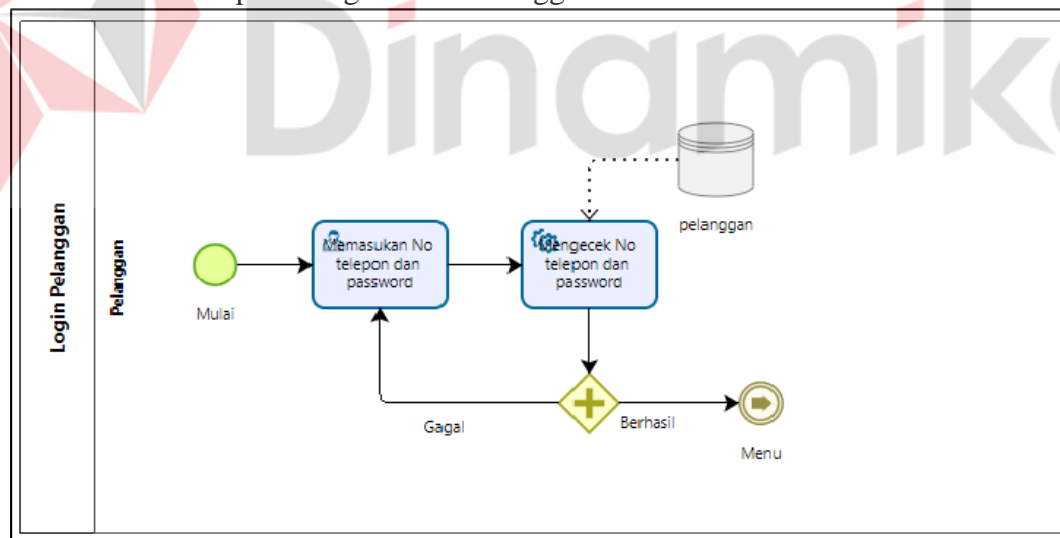 Dinamika
Login Pelanggan
Pelanggan
Mulai
Memasukan No
telepon dan
password
Mengecek No
telepon dan
password
pelanggan
Gagal
Berhasil
Menu